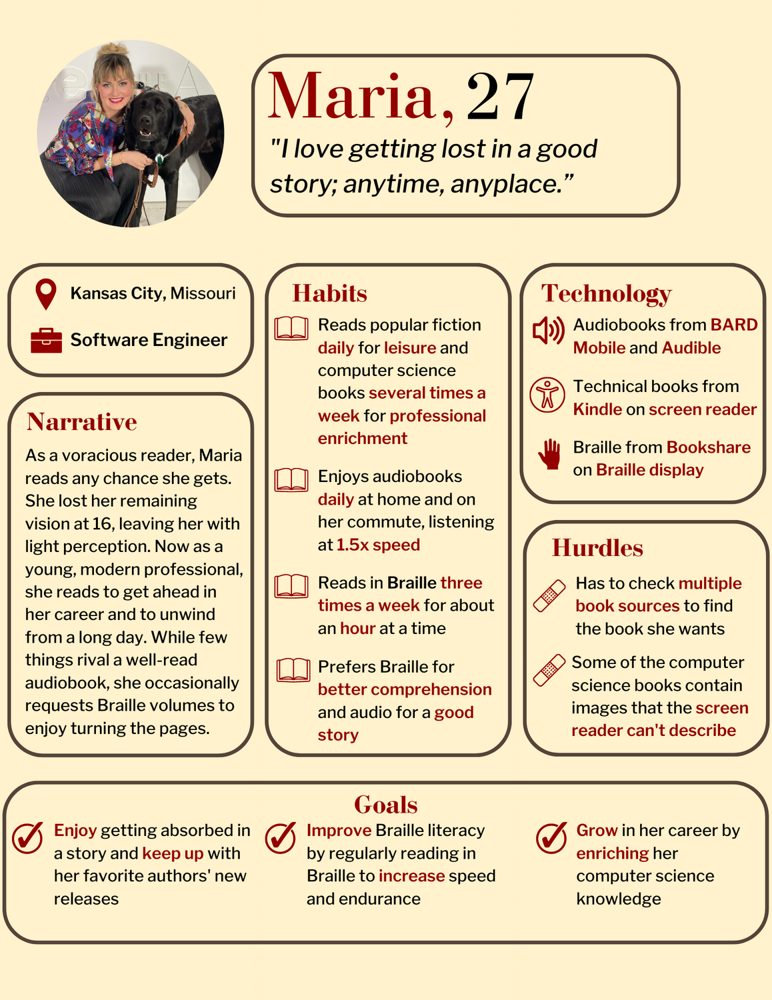 Maria, 27
"I love getting lost in a good
story; anytime, anyplace.”
Kansas City, Missouri
Software Engineer
Narrative
As a voracious reader, Maria
reads any chance she gets.
She lost her remaining
vision at 16, leaving her with
light perception. Now as a
young, modern professional,
she reads to get ahead in
her career and to unwind
from a long day. While few
things rival a well-read
audiobook, she occasionally
requests Braille volumes to
enjoy turning the pages.
Habits
Reads popular fiction
daily for leisure and
computer science
books several times a
week for professional
enrichment
Enjoys audiobooks
daily at home and on
her commute, listening
at 1.5x speed
Reads in Braille three
times a week for about
an hour at a time
Prefers Braille for
better comprehension
and audio for a good
story
Technology
Audiobooks from BARD
Mobile and Audible
Technical books from
Kindle on screen reader
Braille from Bookshare
on Braille display
Hurdles
Has to check multiple
book sources to find
the book she wants
Some of the computer
science books contain
images that the screen
reader can't describe
Goals
Enjoy getting absorbed in
a story and keep up with
her favorite authors' new
releases
Improve Braille literacy
by regularly reading in
Braille to increase speed
and endurance
Grow in her career by
enriching her
computer science
knowledge